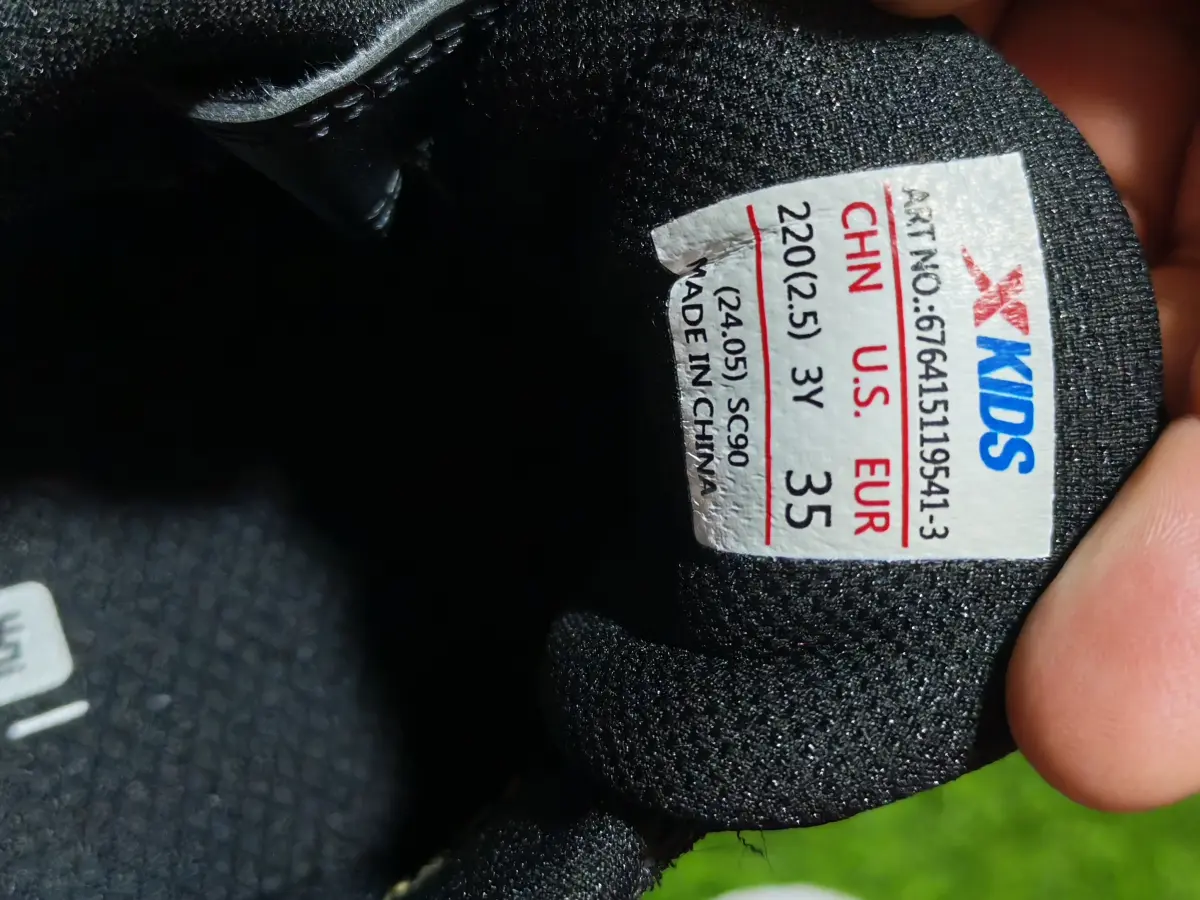 X KIDS
ART NO.:676415119541-3
CHN U.S. EUR
220(2.5) 3Y 35
(24.05) SC90
MADE IN CHINA